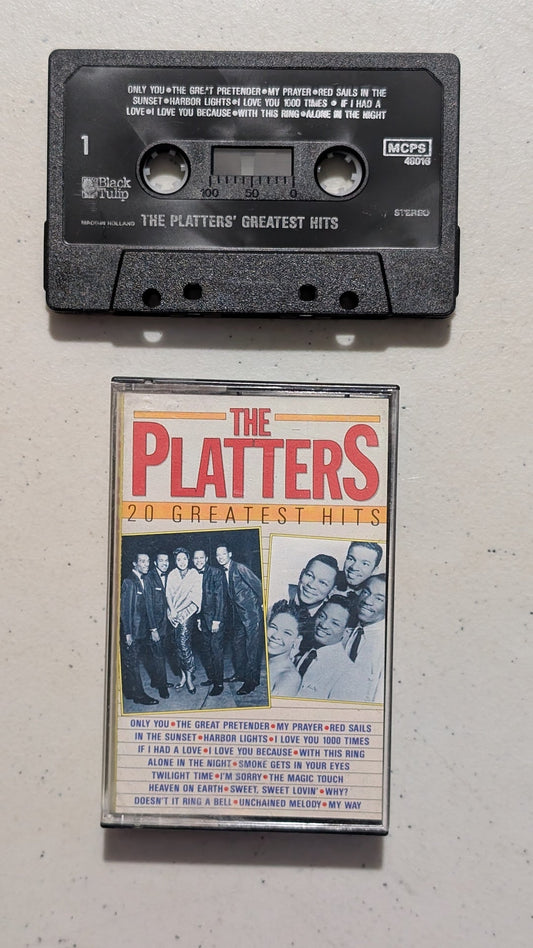 ONLY YOU • THE GREAT PRETENDER • MY PRAYER • RED SAILS IN THE
SUNSET • HARBOR LIGHTS • I LOVE YOU 1000 TIMES • IF I HAD A
LOVE • I LOVE YOU BECAUSE • WITH THIS RING • ALONE IN THE NIGHT
1
MCPS
48013
Black
Tulip
100 50 0
MADE IN HOLLAND
THE PLATTERS' GREATEST HITS
STEREO
THE
PLATTERS
20 GREATEST HITS
ONLY YOU • THE GREAT PRETENDER • MY PRAYER • RED SAILS
IN THE SUNSET • HARBOR LIGHTS • I LOVE YOU 1000 TIMES
IF I HAD A LOVE • I LOVE YOU BECAUSE • WITH THIS RING
ALONE IN THE NIGHT • SMOKE GETS IN YOUR EYES
TWILIGHT TIME • I'M SORRY • THE MAGIC TOUCH
HEAVEN ON EARTH • SWEET, SWEET LOVIN' • WHY?
DOESN'T IT RING A BELL • UNCHAINED MELODY • MY WAY